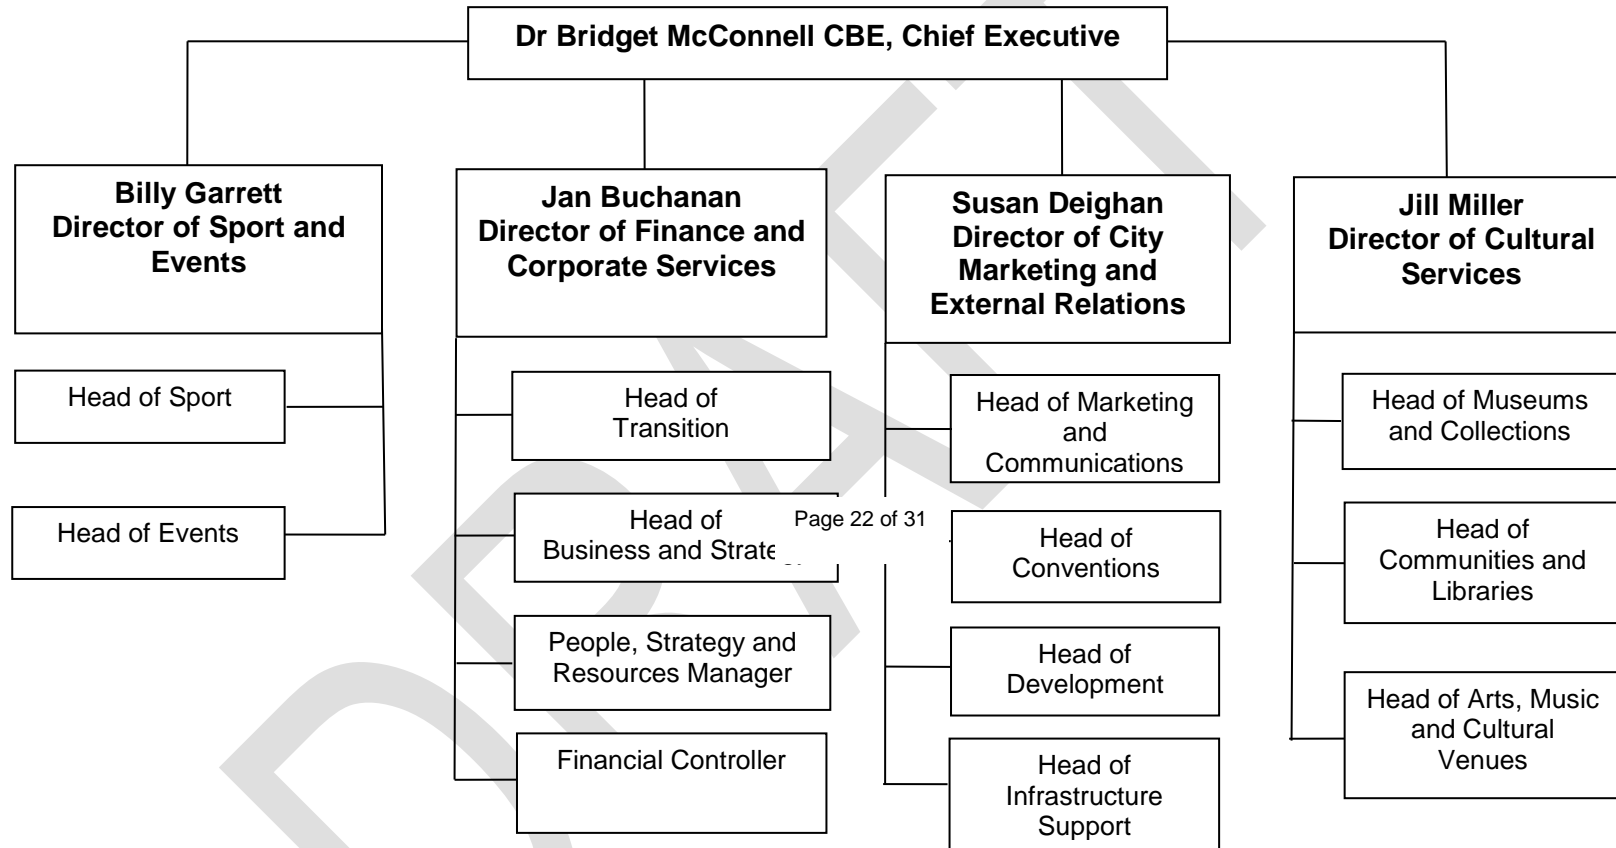 Dr Bridget McConnell CBE, Chief Executive
Billy Garrett
Director of Sport and
Events
Jan Buchanan
Director of Finance and
Corporate Services
Susan Deighan
Director of City
Marketing and
External Relations
Jill Miller
Director of Cultural
Services
Head of Sport
Head of Events
Head of
Transition
Head of
Business and
People, Strategy and
Resources Manager
Financial Controller
Head of Marketing
and
Communications
Head of
Conventions
Head of
Development
Head of
Infrastructure
Support
Head of Museums
and Collections
Head of
Communities and
Libraries
Head of Arts, Music
and Cultural
Venues
Page 22 of 31
DRAFT